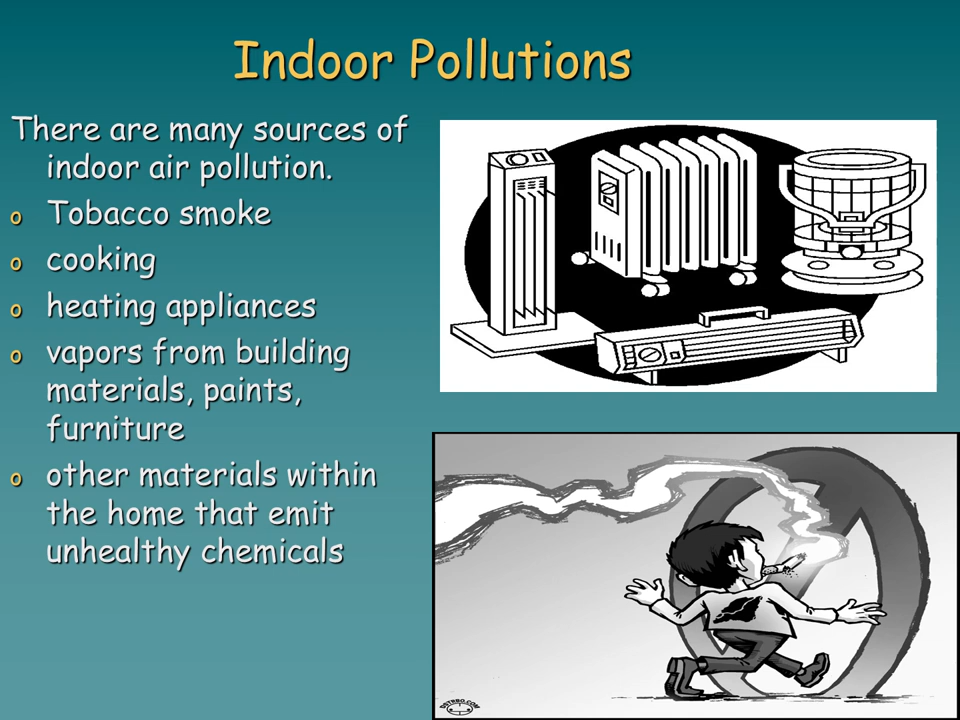 Indoor Pollutions
There are many sources of
indoor air pollution.
o Tobacco smoke
o cooking
o heating appliances
o vapors from building
materials, paints,
furniture
o other materials within
the home that emit
unhealthy chemicals